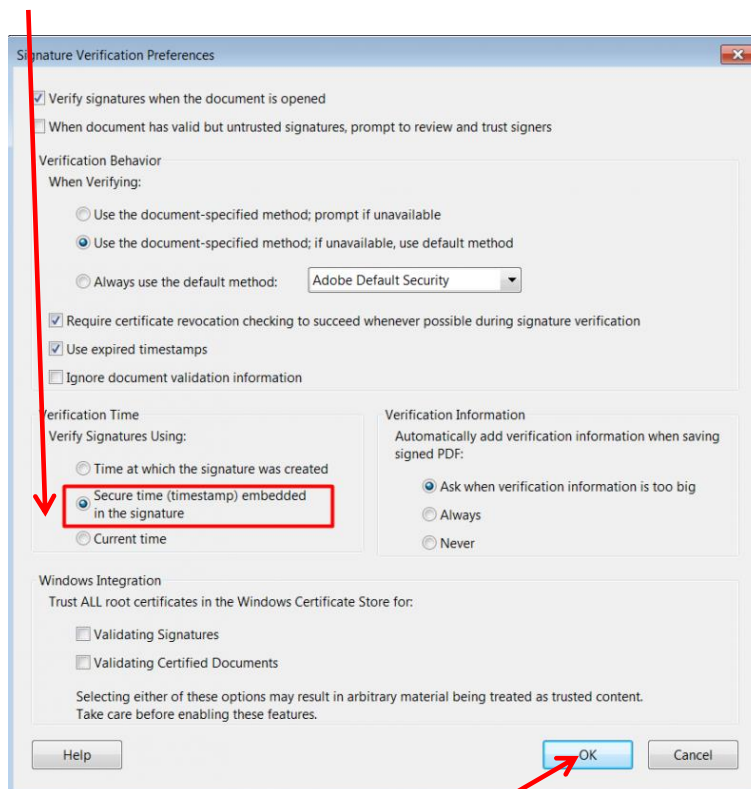 Signature Verification Preferences
Verify signatures when the document is opened
When document has valid but untrusted signatures, prompt to review and trust signers
Verification Behavior
When Verifying:
Use the document-specified method; prompt if unavailable
Use the document-specified method; if unavailable, use default method
Always use the default method: Adobe Default Security
Require certificate revocation checking to succeed whenever possible during signature verification
Use expired timestamps
Ignore document validation information
Verification Time
Verify Signatures Using:
Time at which the signature was created
Secure time (timestamp) embedded
in the signature
Current time
Verification Information
Automatically add verification information when saving
signed PDF:
Ask when verification information is too big
Always
Never
Windows Integration
Trust ALL root certificates in the Windows Certificate Store for:
Validating Signatures
Validating Certified Documents
Selecting either of these options may result in arbitrary material being treated as trusted content.
Take care before enabling these features.
Help OK Cancel